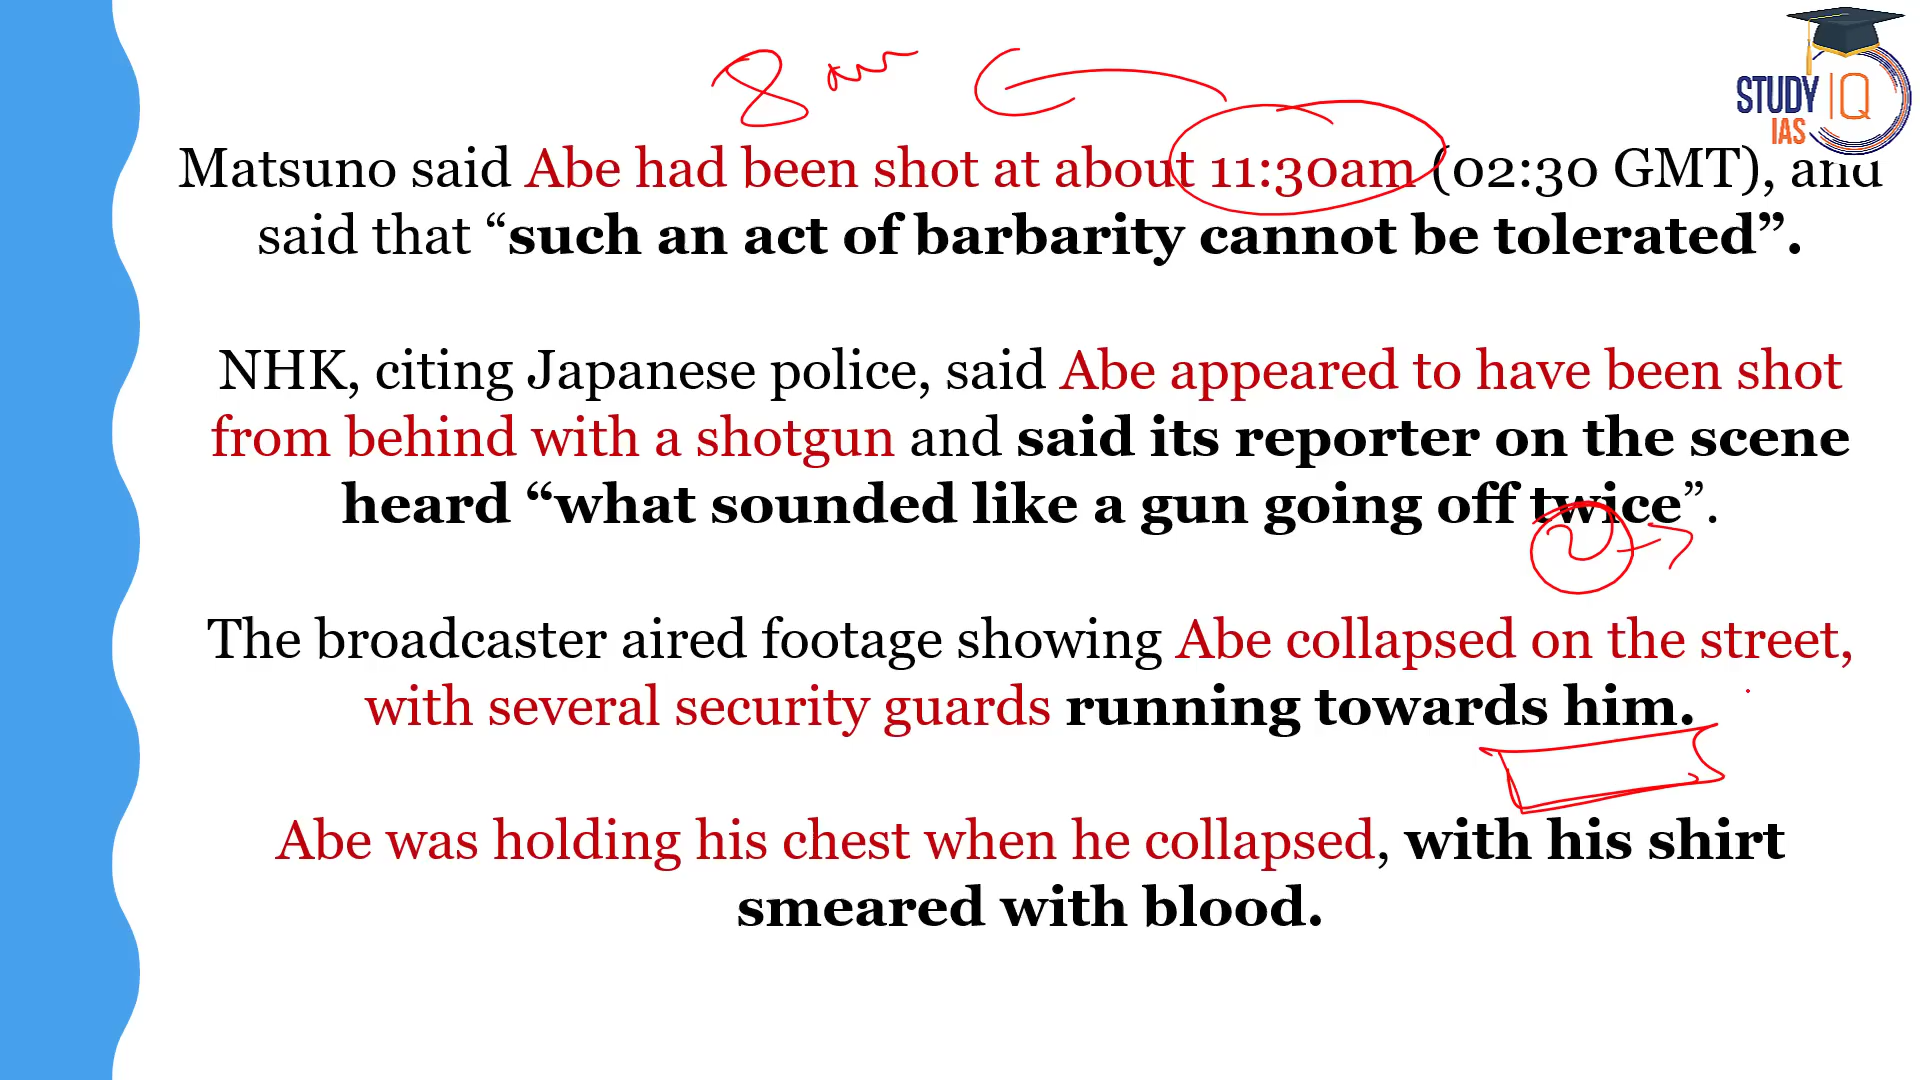 8 am
STUDY IQ
IAS
Matsuno said Abe had been shot at about 11:30am (02:30 GMT), and
said that “such an act of barbarity cannot be tolerated”.
NHK, citing Japanese police, said Abe appeared to have been shot
from behind with a shotgun and said its reporter on the scene
heard “what sounded like a gun going off twice”.
2
The broadcaster aired footage showing Abe collapsed on the street,
with several security guards running towards him.
Abe was holding his chest when he collapsed, with his shirt
smeared with blood.